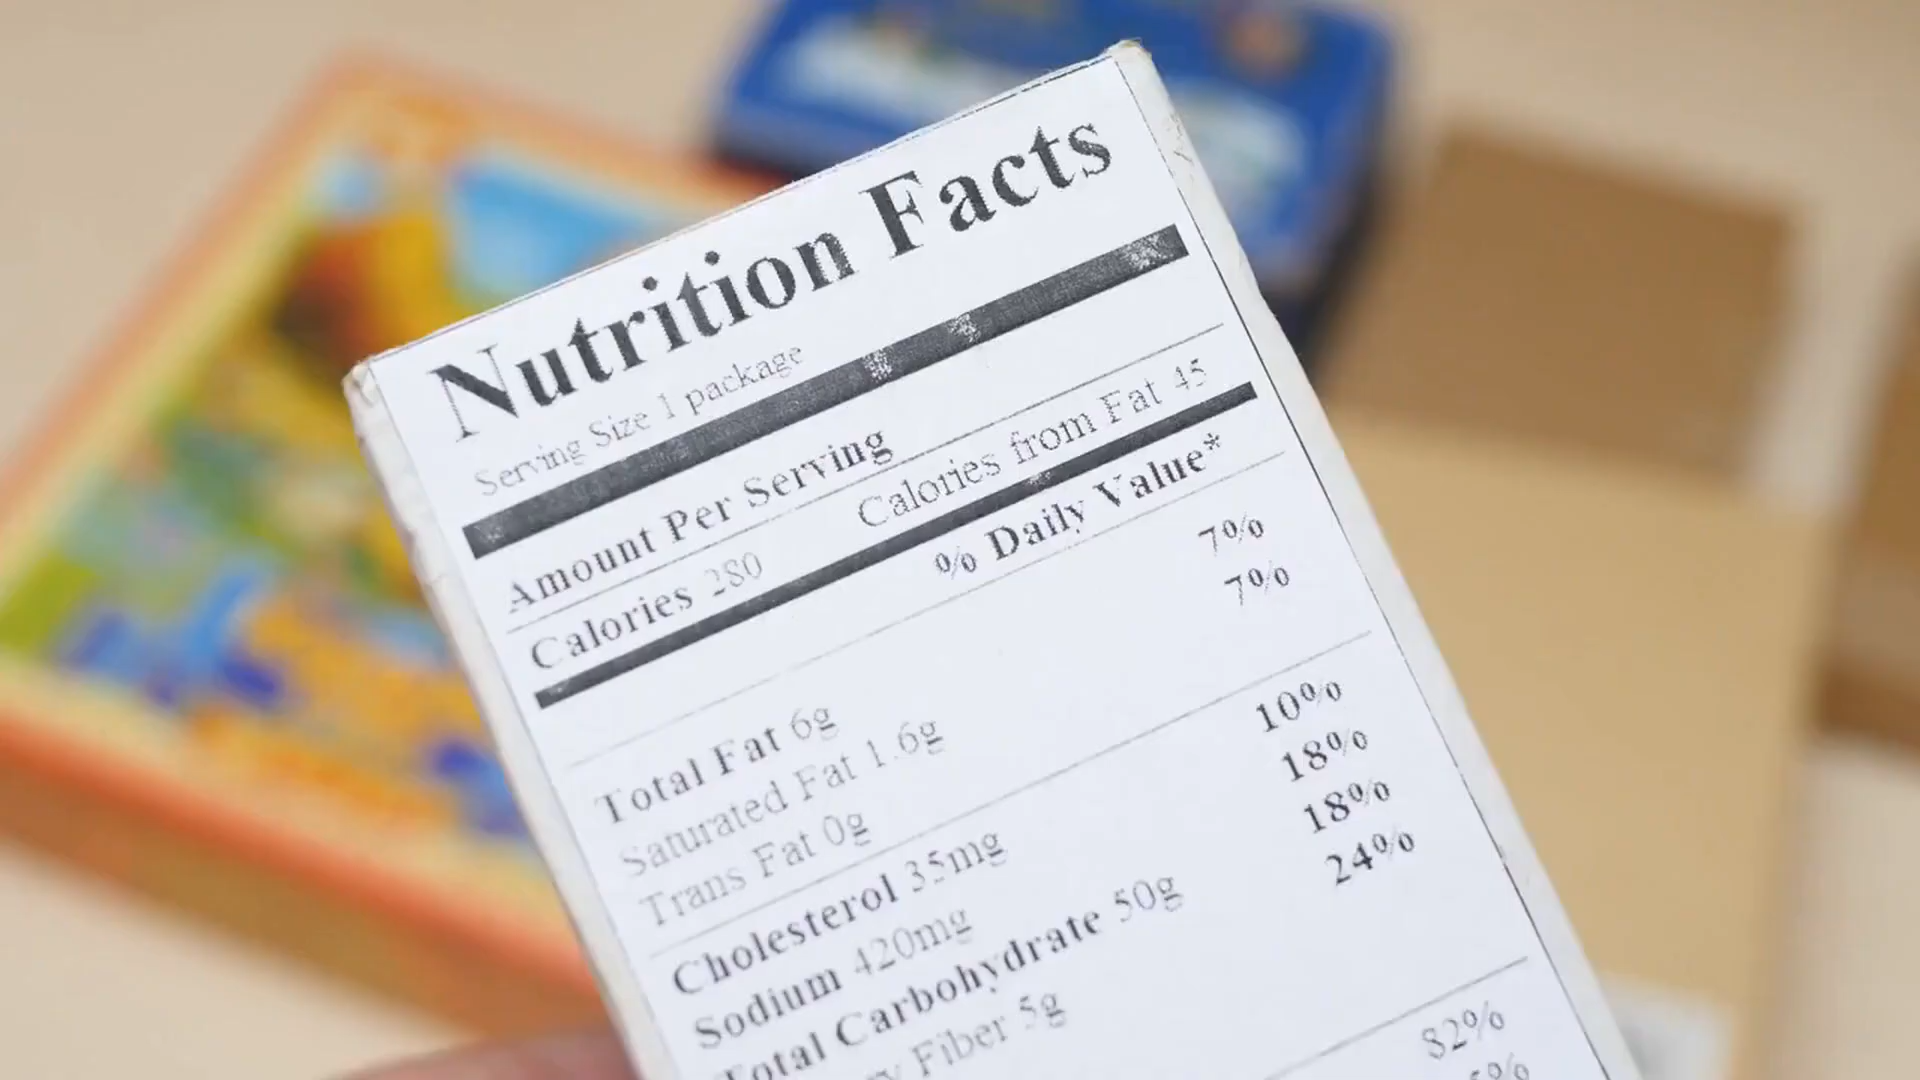 Nutrition Facts
Serving Size 1 package
Amount Per Serving
Calories 280 Calories from Fat 45
% Daily Value*
Total Fat 6g 7%
Saturated Fat 1.6g 7%
Trans Fat 0g
Cholesterol 35mg 10%
Sodium 420mg 18%
Total Carbohydrate 50g 18%
Fiber 5g 24%
82%